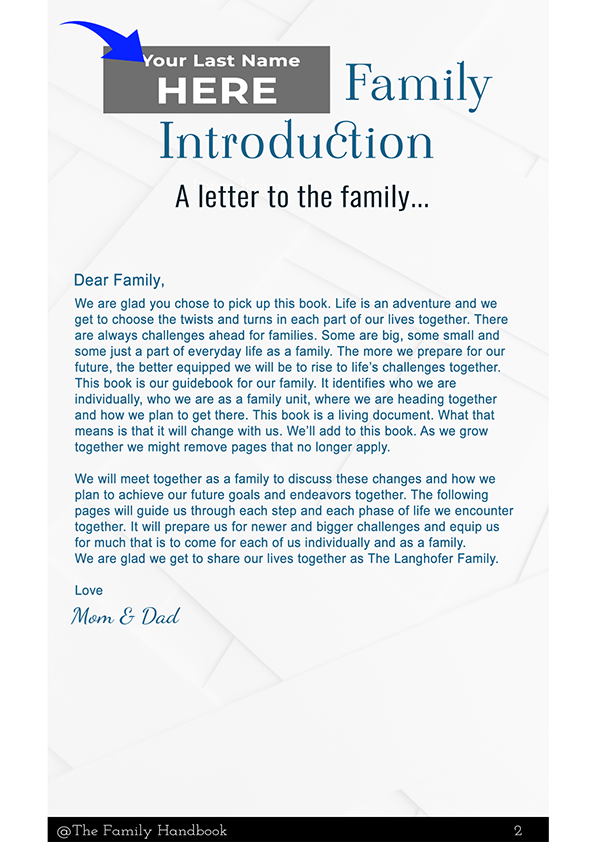 Your Last Name
HERE Family
Introduction
A letter to the family...
Dear Family,
We are glad you chose to pick up this book. Life is an adventure and we
get to choose the twists and turns in each part of our lives together. There
are always challenges ahead for families. Some are big, some small and
some just a part of everyday life as a family. The more we prepare for our
future, the better equipped we will be to rise to life's challenges together.
This book is our guidebook for our family. It identifies who we are
individually, who we are as a family unit, where we are heading together
and how we plan to get there. This book is a living document. What that
means is that it will change with us. We'll add to this book. As we grow
together we might remove pages that no longer apply.
We will meet together as a family to discuss these changes and how we
plan to achieve our future goals and endeavors together. The following
pages will guide us through each step and each phase of life we encounter
together. It will prepare us for newer and bigger challenges and equip us
for much that is to come for each of us individually and as a family.
We are glad we get to share our lives together as The Langhofer Family.
Love
Mom & Dad
@The Family Handbook 2